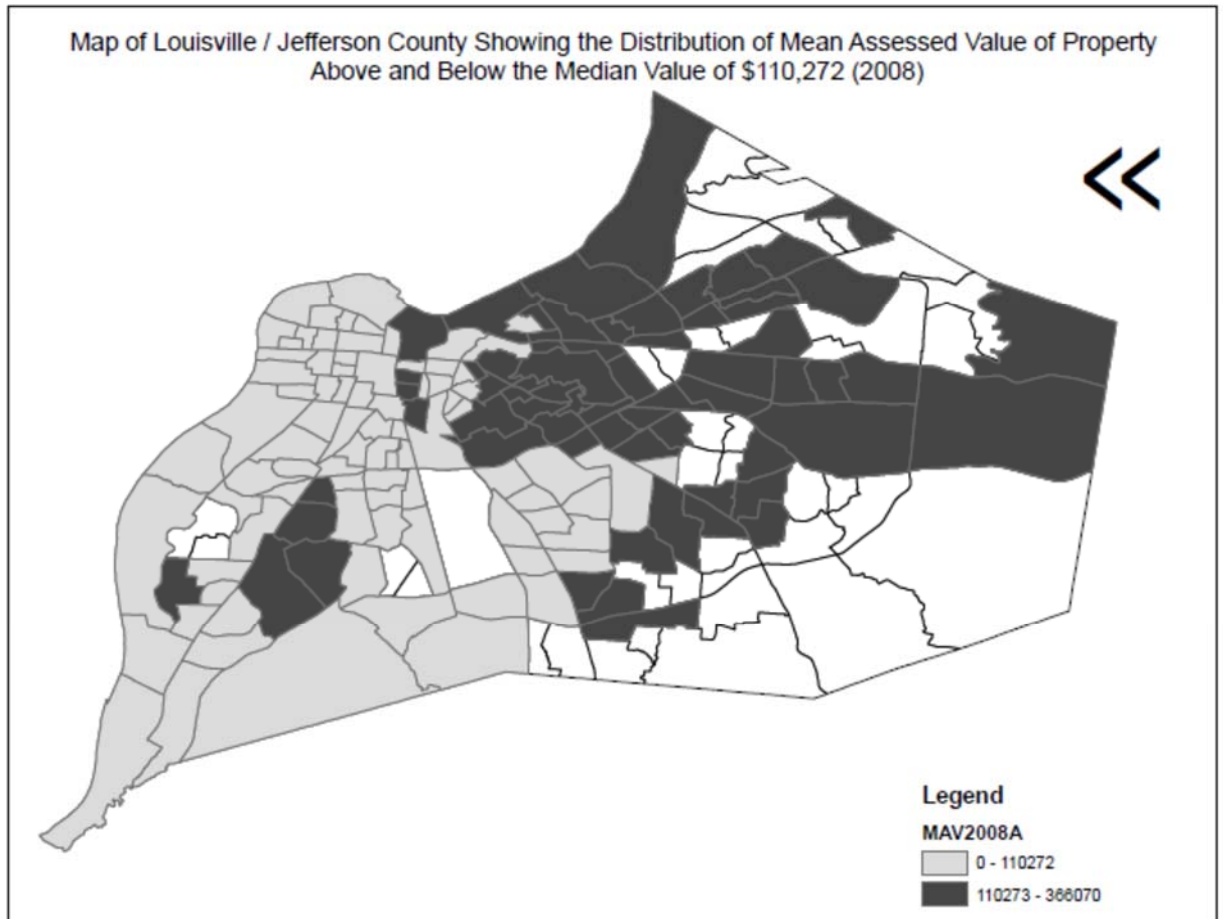 Map of Louisville / Jefferson County Showing the Distribution of Mean Assessed Value of Property
Above and Below the Median Value of $110,272 (2008)
<<
Legend
MAV2008A
0 - 110272
110273 - 366070